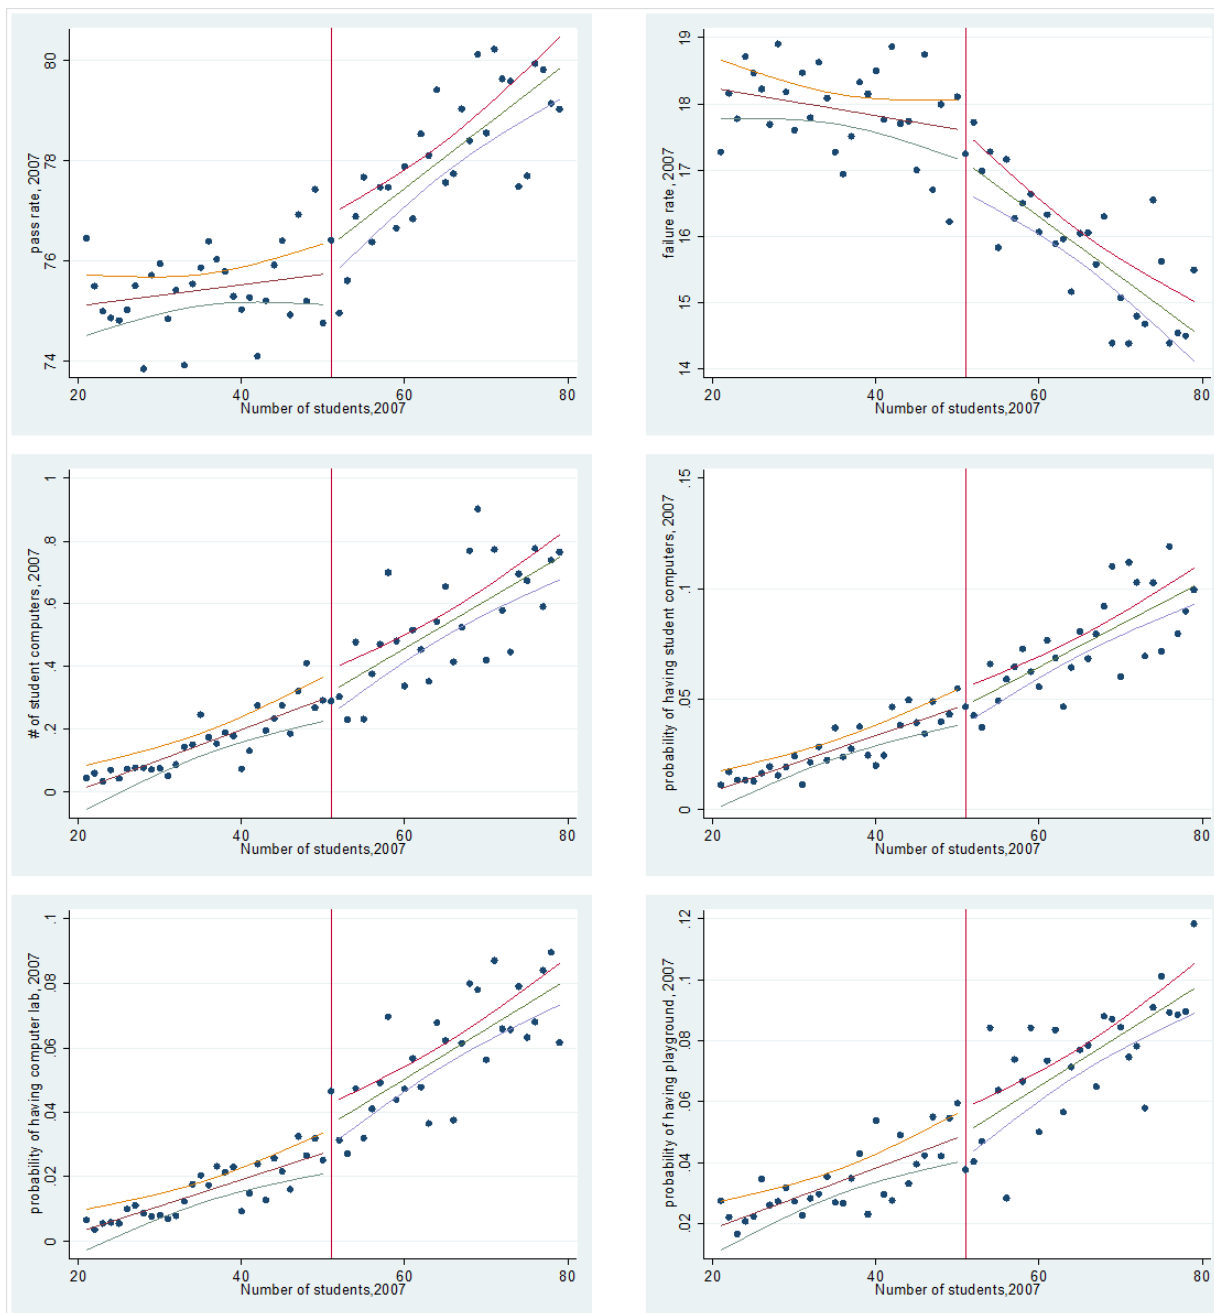 pass rate, 2007
74 76 78 80
20 40 60 80
Number of students,2007
failure rate, 2007
14 15 16 17 18 19
20 40 60 80
Number of students,2007
# of student computers, 2007
0 .2 .4 .6 .8 1
20 40 60 80
Number of students,2007
probability of having student computers, 2007
0 .05 .1 .15
20 40 60 80
Number of students,2007
probability of having computer lab, 2007
0 .02 .04 .06 .08 .1
20 40 60 80
Number of students,2007
probability of having playground, 2007
.02 .04 .06 .08 .1 .12
20 40 60 80
Number of students,2007